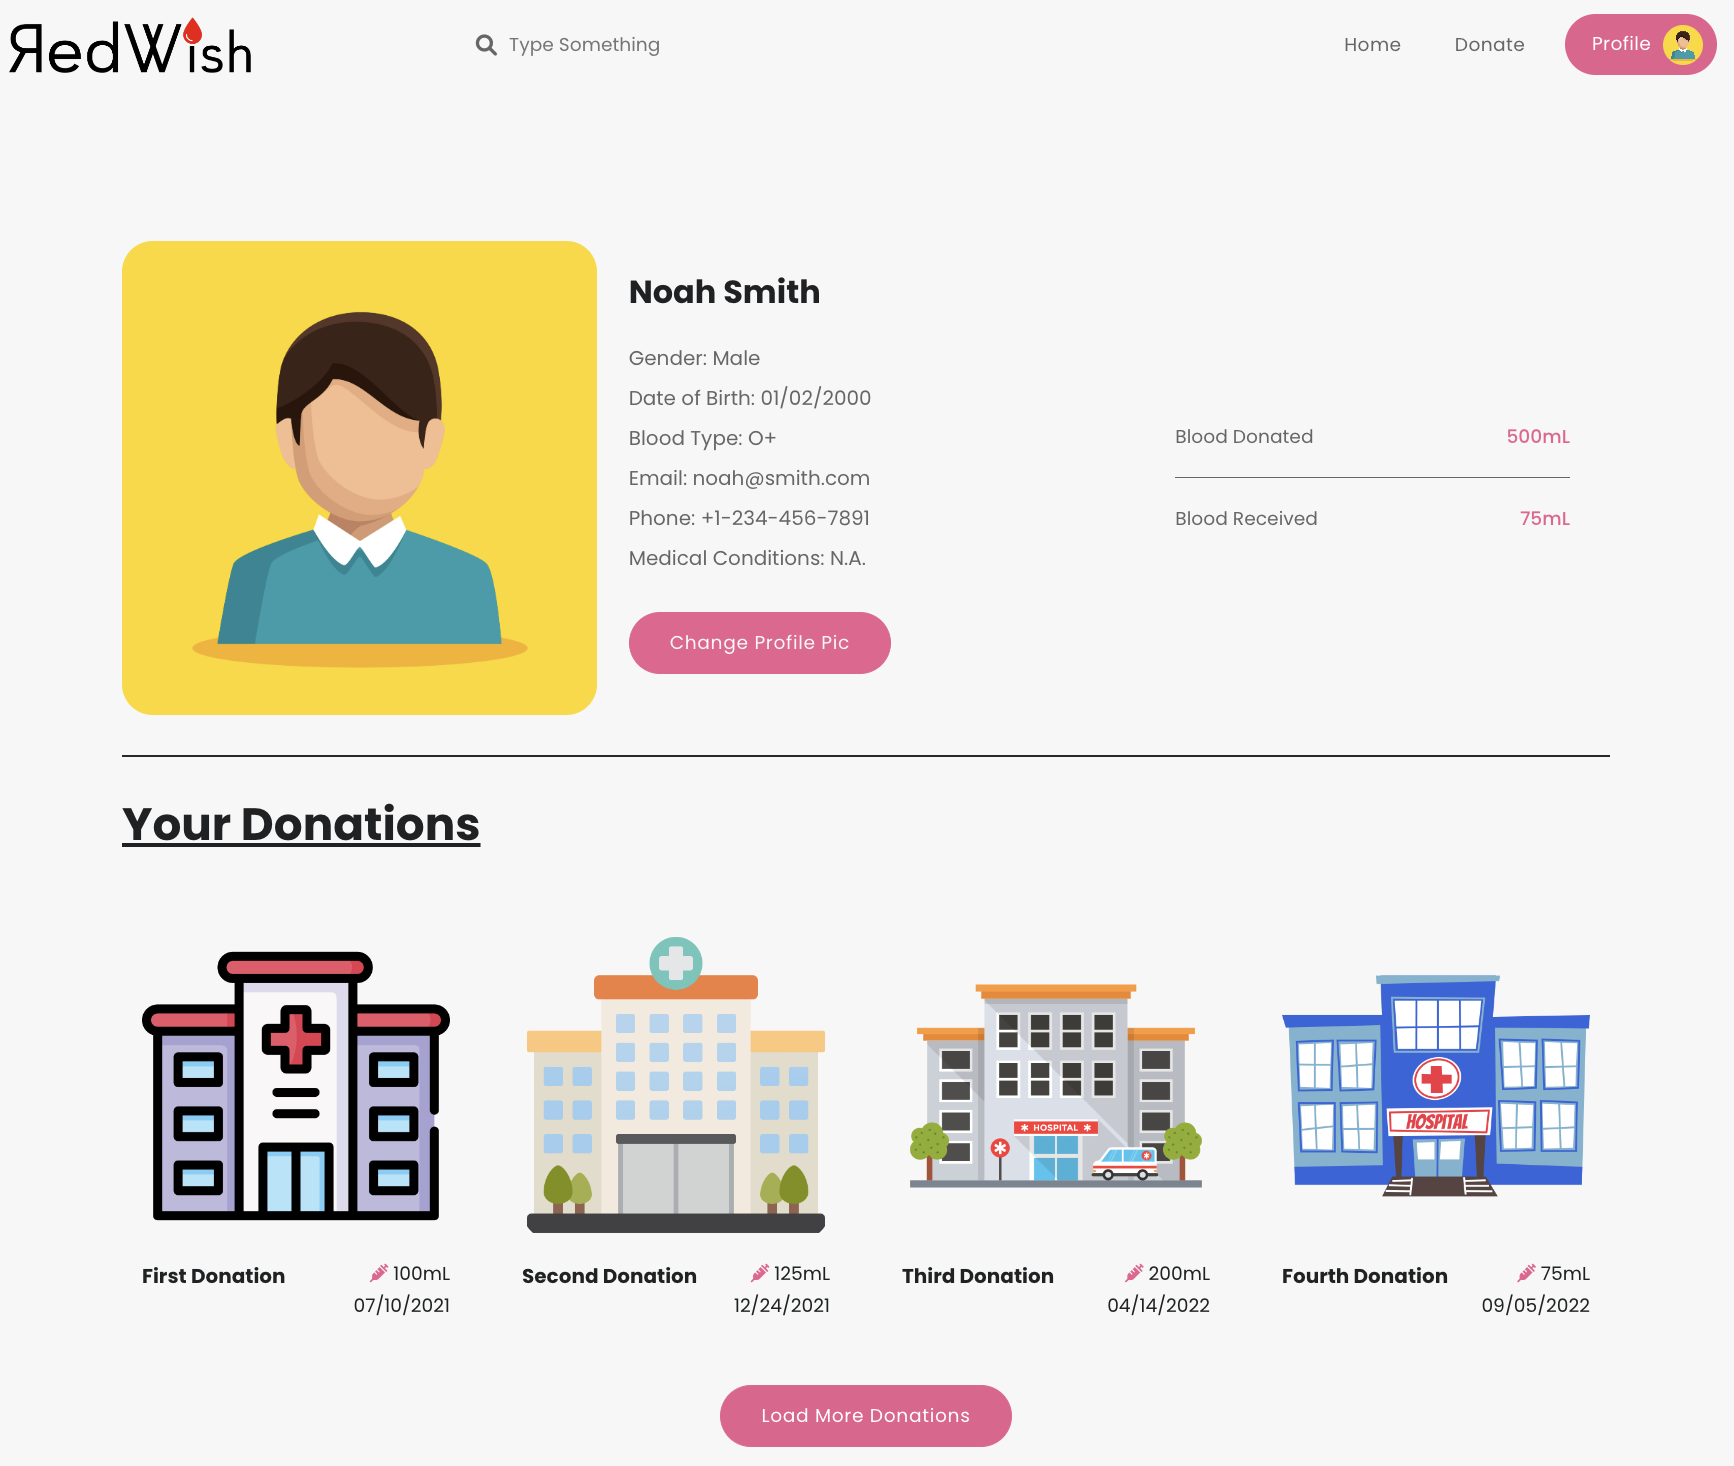 ЯedWish
Type Something
Home
Donate
Profile
Noah Smith
Gender: Male
Date of Birth: 01/02/2000
Blood Type: O+
Email: noah@smith.com
Phone: +1-234-456-7891
Medical Conditions: N.A.
Change Profile Pic
Blood Donated 500mL
Blood Received 75mL
Your Donations
* HOSPITAL *
*
HOSPITAL
First Donation 100mL
07/10/2021
Second Donation 125mL
12/24/2021
Third Donation 200mL
04/14/2022
Fourth Donation 75mL
09/05/2022
Load More Donations